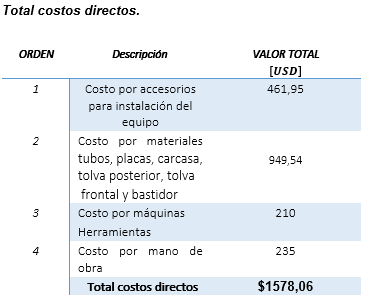 Total costos directos.
ORDEN Descripción VALOR TOTAL
[USD]
1 Costo por accesorios 461,95
para instalación del
equipo
2 Costo por materiales
tubos, placas, carcasa, 949,54
tolva posterior, tolva
frontal y bastidor
3 Costo por máquinas 210
Herramientas
4 Costo por mano de 235
obra
Total costos directos $1578,06